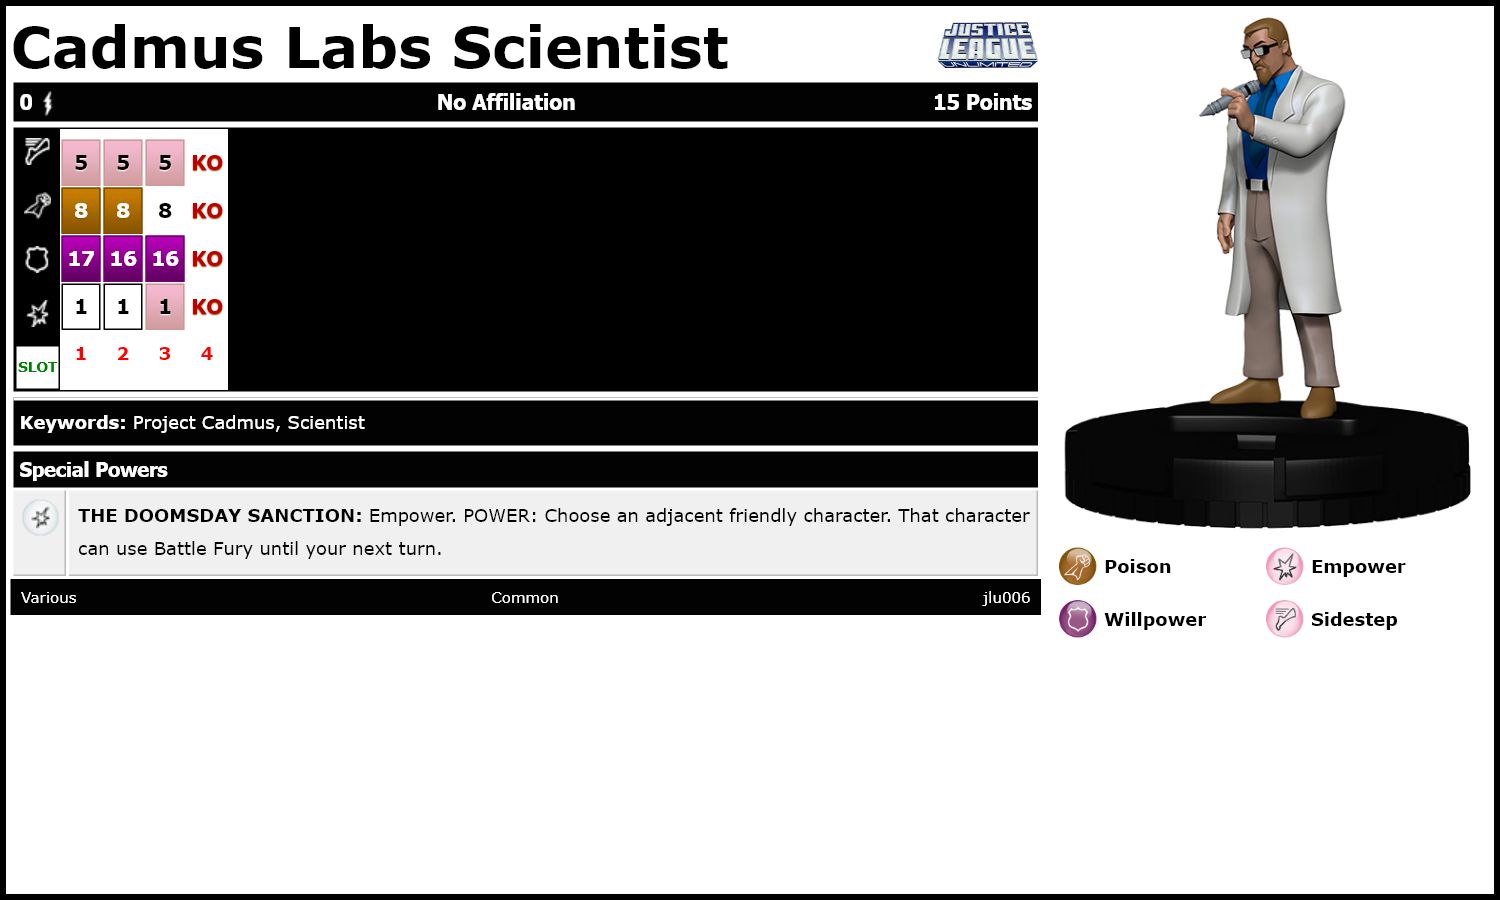 Cadmus Labs Scientist
JUSTICE
LEAGUE
UNLIMITED
0 No Affiliation 15 Points
5 5 5 KO
8 8 8 KO
17 16 16 KO
1 1 1 KO
SLOT 1 2 3 4
Keywords: Project Cadmus, Scientist
Special Powers
THE DOOMSDAY SANCTION: Empower. POWER: Choose an adjacent friendly character. That character
can use Battle Fury until your next turn.
Various Common jlu006
Poison Empower
Willpower Sidestep